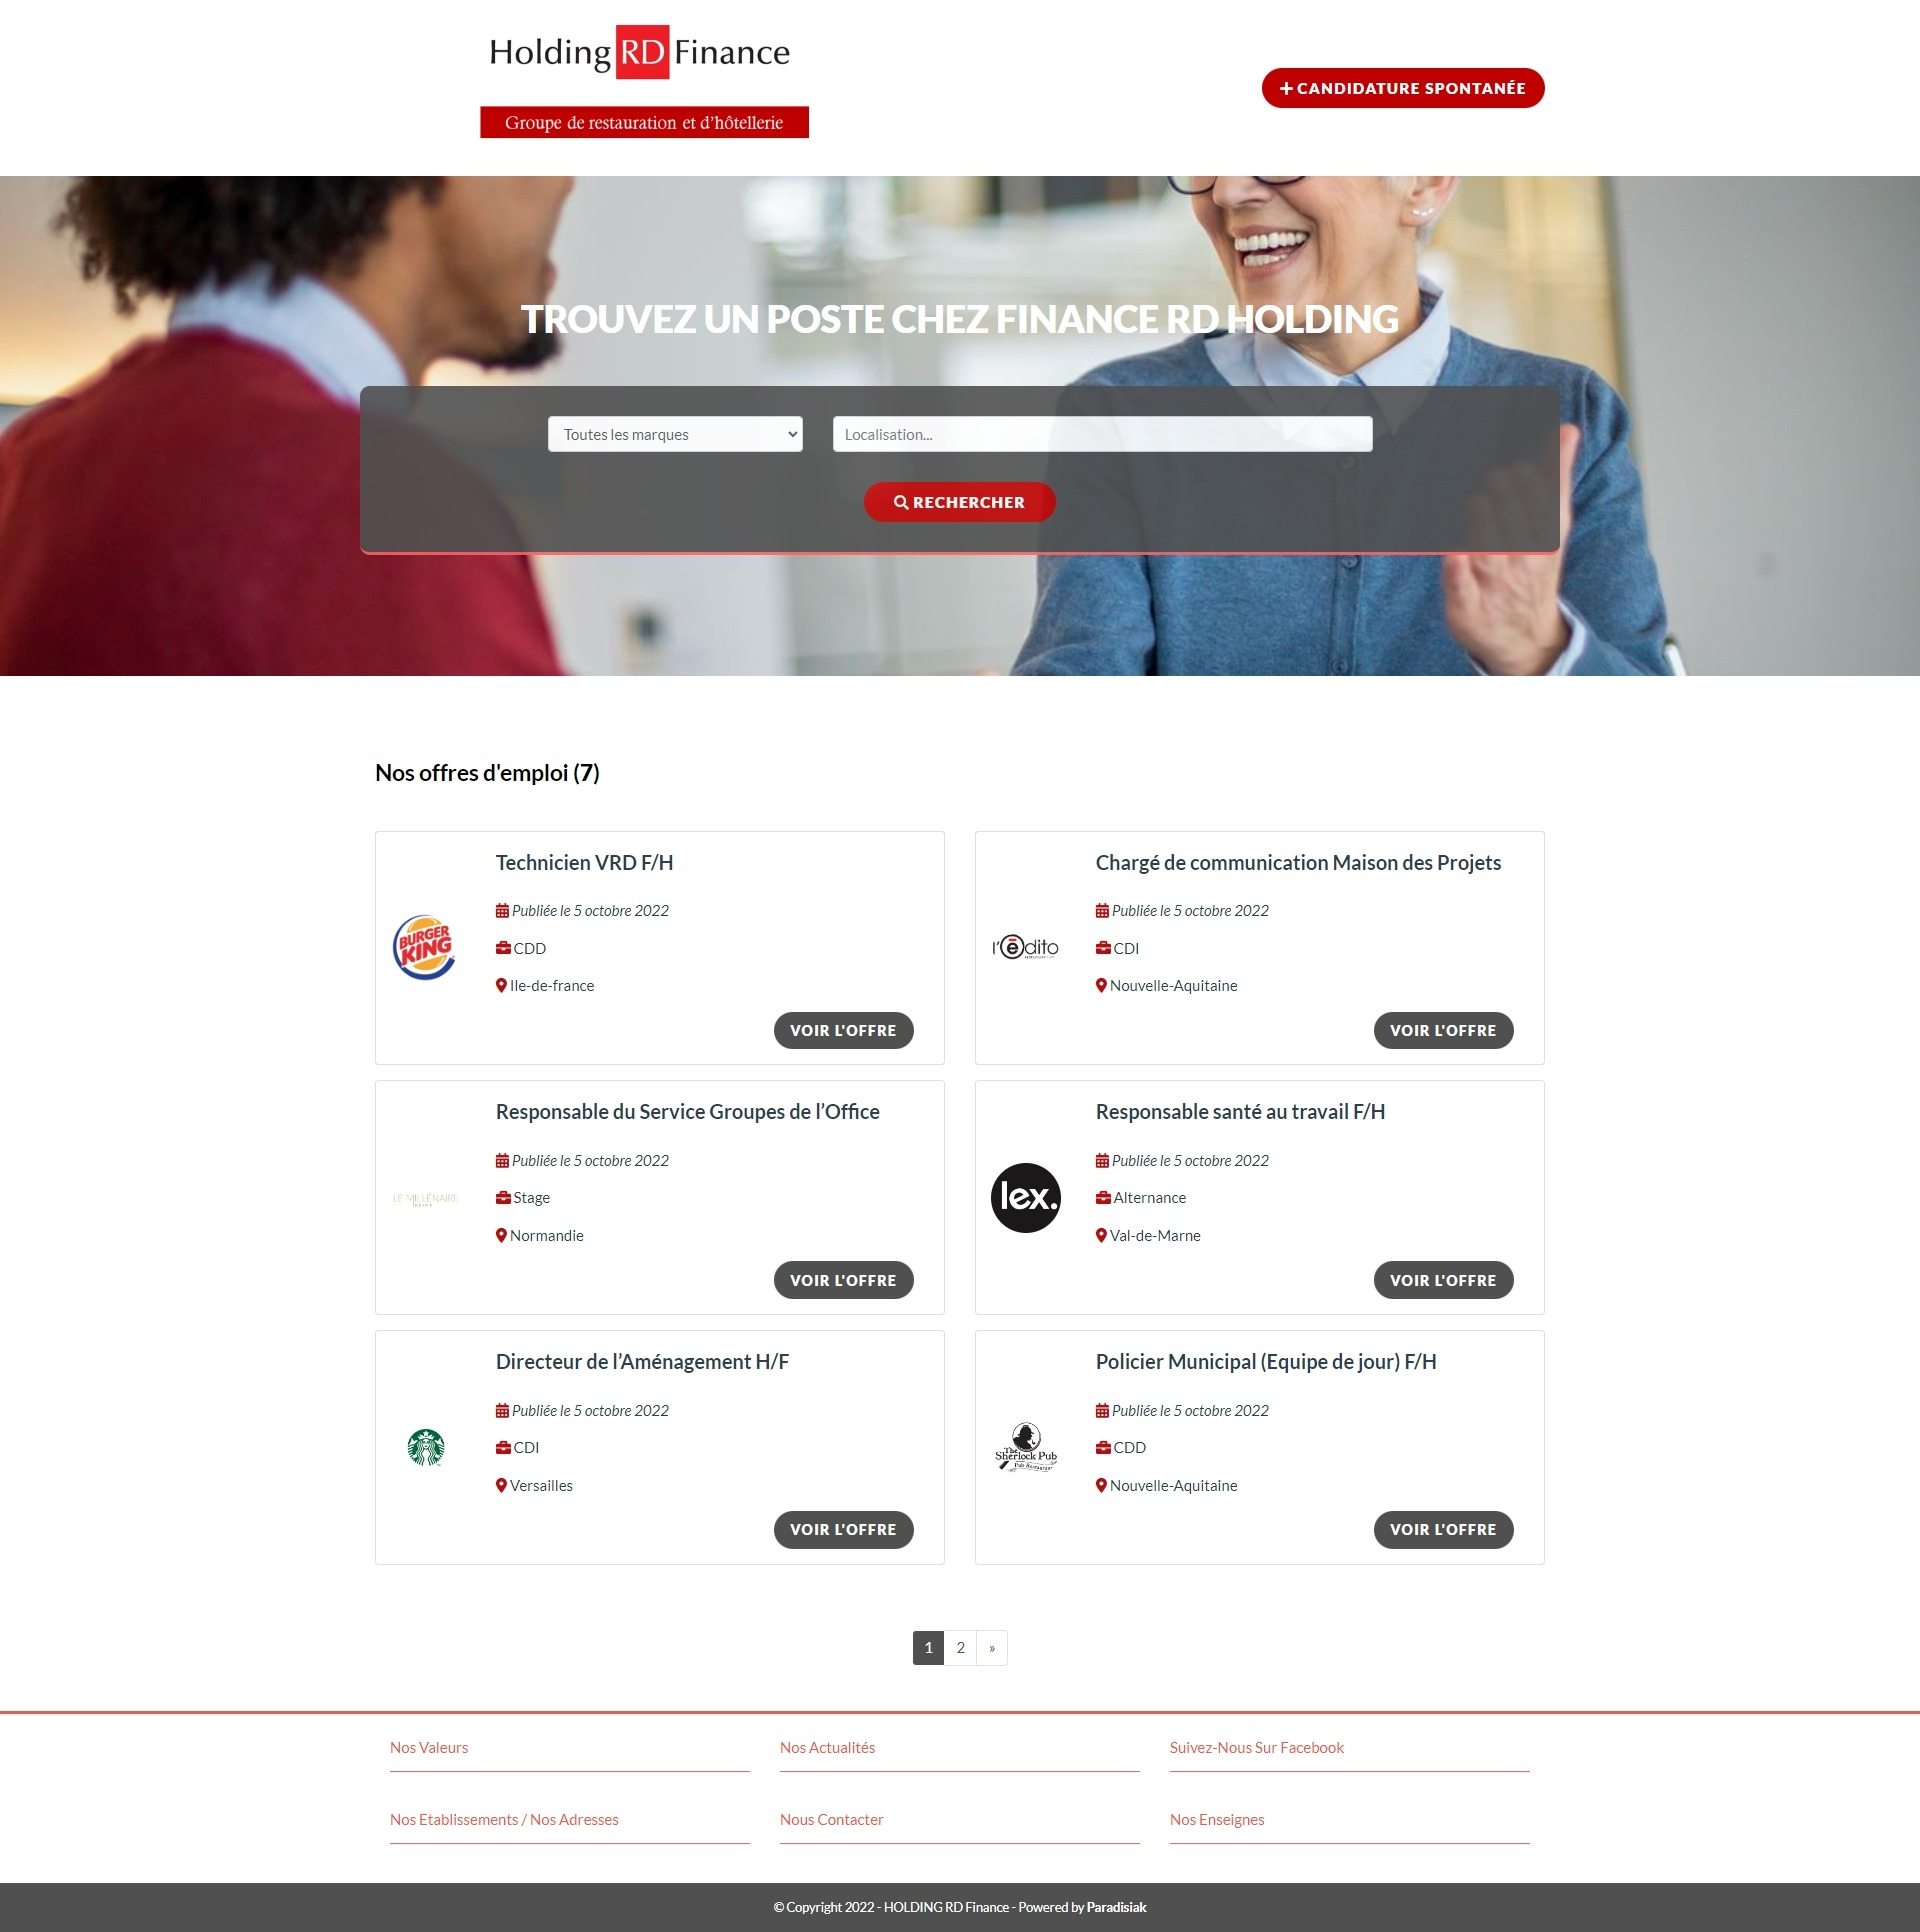 Holding RD Finance
Groupe de restauration et d'hôtellerie
CANDIDATURE SPONTANÉE
TROUVEZ UN POSTE CHEZ FINANCE RD HOLDING
Toutes les marques
Localisation...
RECHERCHER
Nos offres d'emploi (7)
Technicien VRD F/H
BURGER
KING
Publiée le 5 octobre 2022
CDD
Ile-de-france
VOIR L'OFFRE
Chargé de communication Maison des Projets
l'édito
Publiée le 5 octobre 2022
CDI
Nouvelle-Aquitaine
VOIR L'OFFRE
Responsable du Service Groupes de l’Office
LE MILLÉNAIRE
Publiée le 5 octobre 2022
Stage
Normandie
VOIR L'OFFRE
Responsable santé au travail F/H
lex.
Publiée le 5 octobre 2022
Alternance
Val-de-Marne
VOIR L'OFFRE
Directeur de l’Aménagement H/F
Publiée le 5 octobre 2022
CDI
Versailles
VOIR L'OFFRE
Policier Municipal (Equipe de jour) F/H
The
Sherlock Pub
Pub Restaurant
Publiée le 5 octobre 2022
CDD
Nouvelle-Aquitaine
VOIR L'OFFRE
1 2 »
Nos Valeurs
Nos Actualités
Suivez-Nous Sur Facebook
Nos Etablissements / Nos Adresses
Nous Contacter
Nos Enseignes
© Copyright 2022 - HOLDING RD Finance - Powered by Paradisiak